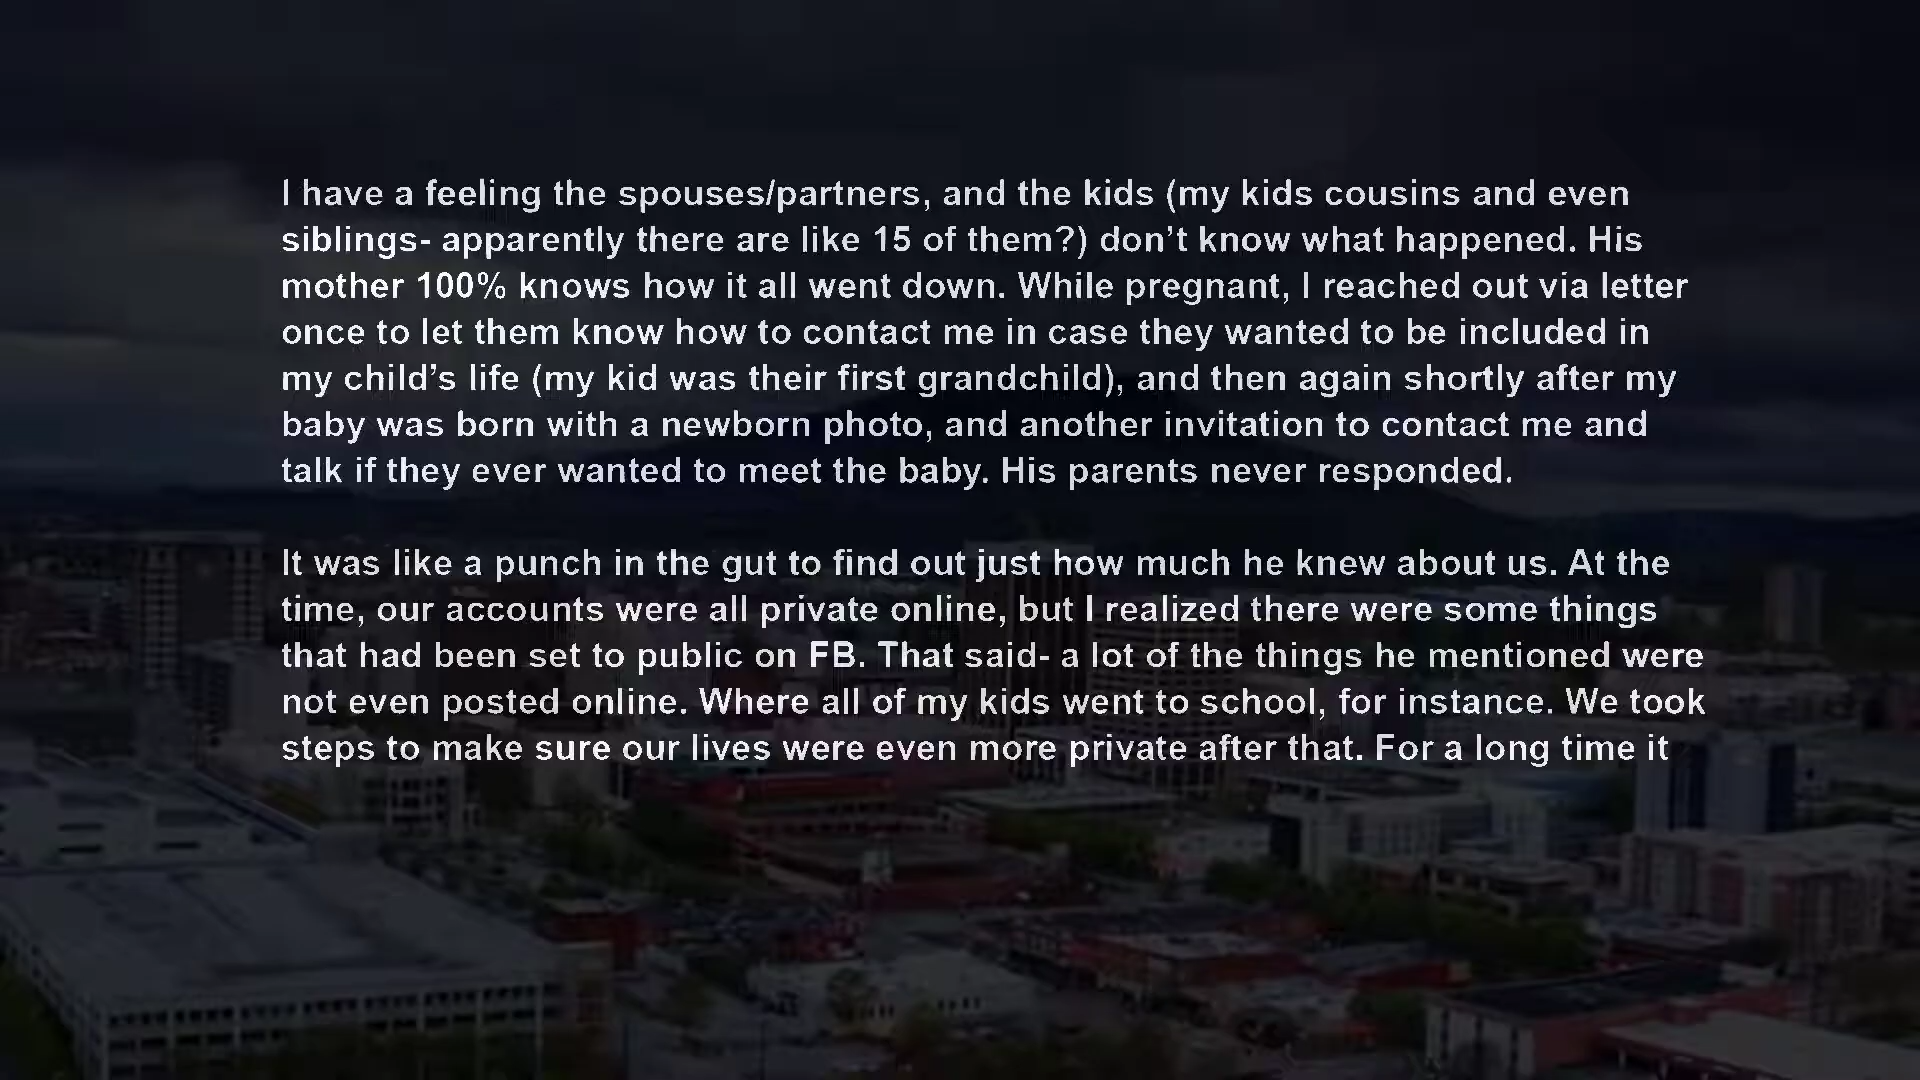 I have a feeling the spouses/partners, and the kids (my kids cousins and even
siblings- apparently there are like 15 of them?) don’t know what happened. His
mother 100% knows how it all went down. While pregnant, I reached out via letter
once to let them know how to contact me in case they wanted to be included in
my child’s life (my kid was their first grandchild), and then again shortly after my
baby was born with a newborn photo, and another invitation to contact me and
talk if they ever wanted to meet the baby. His parents never responded.
It was like a punch in the gut to find out just how much he knew about us. At the
time, our accounts were all private online, but I realized there were some things
that had been set to public on FB. That said- a lot of the things he mentioned were
not even posted online. Where all of my kids went to school, for instance. We took
steps to make sure our lives were even more private after that. For a long time it